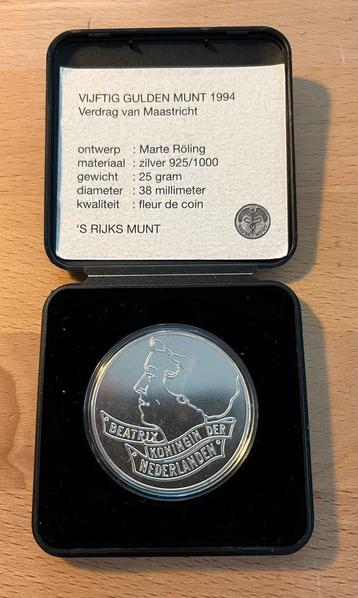 VIJFTIG GULDEN MUNT 1994
Verdrag van Maastricht
ontwerp : Marte Röling
materiaal : zilver 925/1000
gewicht : 25 gram
diameter : 38 millimeter
kwaliteit : fleur de coin
'S RIJKS MUNT
BEATRIX
KONINGIN DER
NEDERLANDEN